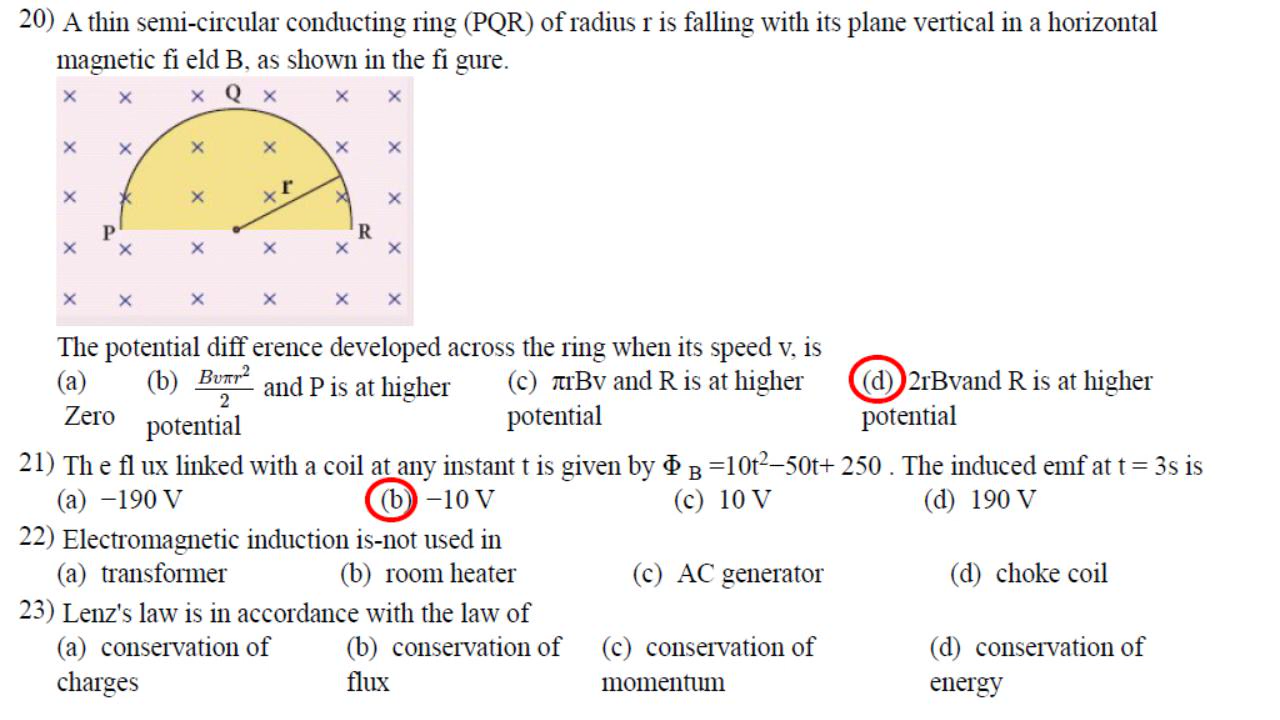 20) A thin semi-circular conducting ring (PQR) of radius r is falling with its plane vertical in a horizontal
magnetic fi eld B, as shown in the fi gure.
Q
r
P
R
The potential diff erence developed across the ring when its speed v, is
(a) (b) Bvπr²/2 and P is at higher (c) πrBv and R is at higher (d) 2rBvand R is at higher
Zero potential potential potential
21) Th e fl ux linked with a coil at any instant t is given by Φ B =10t²−50t+ 250 . The induced emf at t = 3s is
(a) −190 V (b) −10 V (c) 10 V (d) 190 V
22) Electromagnetic induction is-not used in
(a) transformer (b) room heater (c) AC generator (d) choke coil
23) Lenz's law is in accordance with the law of
(a) conservation of (b) conservation of (c) conservation of (d) conservation of
charges flux momentum energy